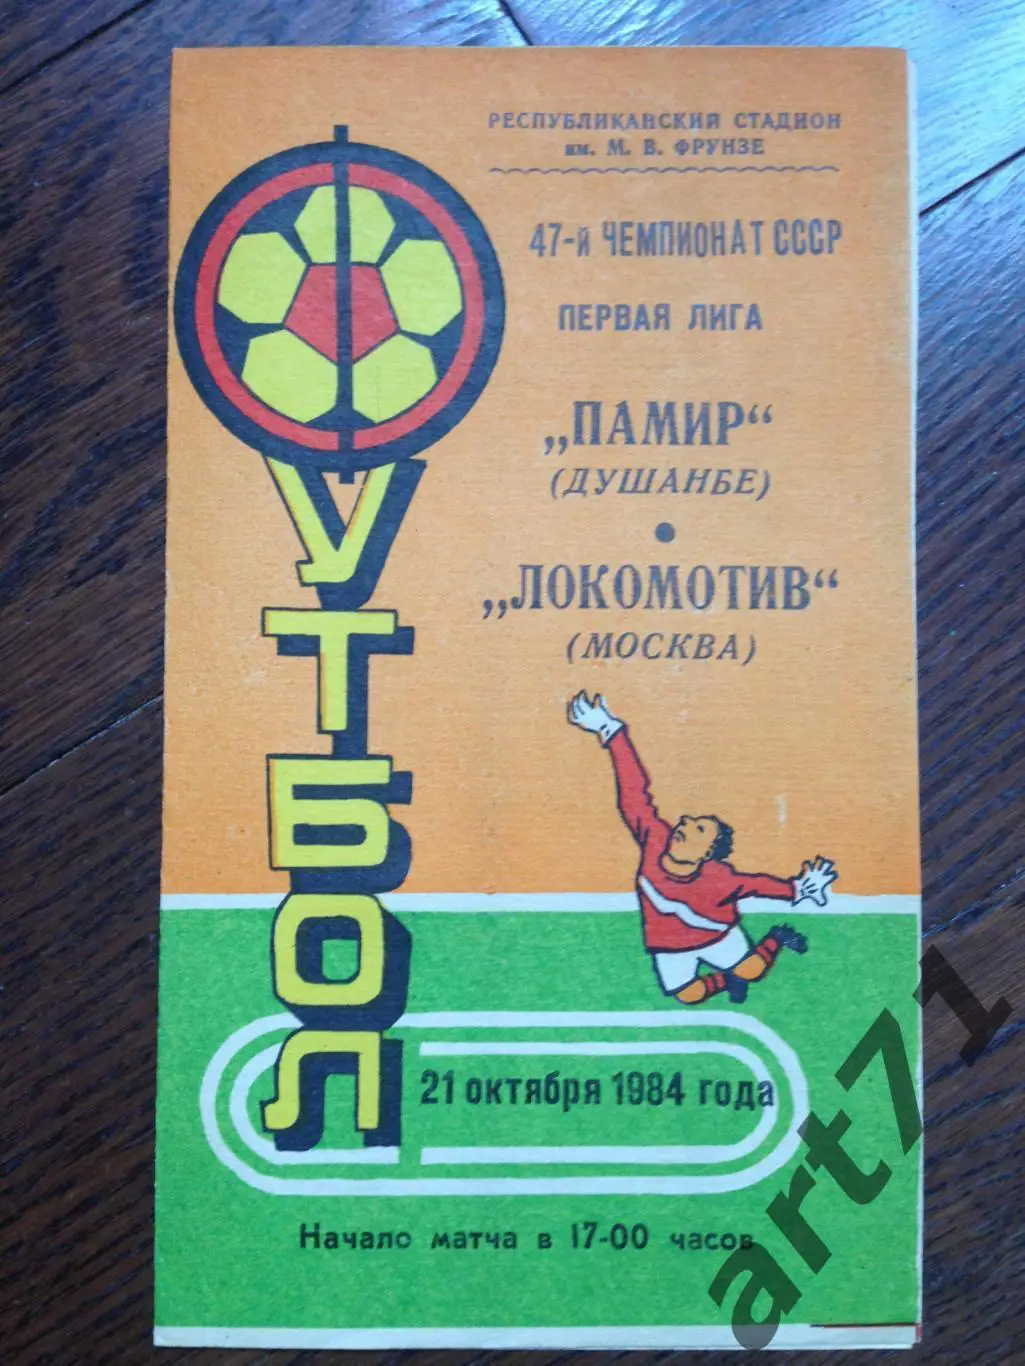 РЕСПУБЛИКАНСКИЙ СТАДИОН
им. М. В. ФРУНЗЕ
47-й ЧЕМПИОНАТ СССР
ПЕРВАЯ ЛИГА
„ПАМИР“
(ДУШАНБЕ)
•
„ЛОКОМОТИВ“
(МОСКВА)
ФУТБОЛ
21 октября 1984 года
Начало матча в 17-00 часов
art71